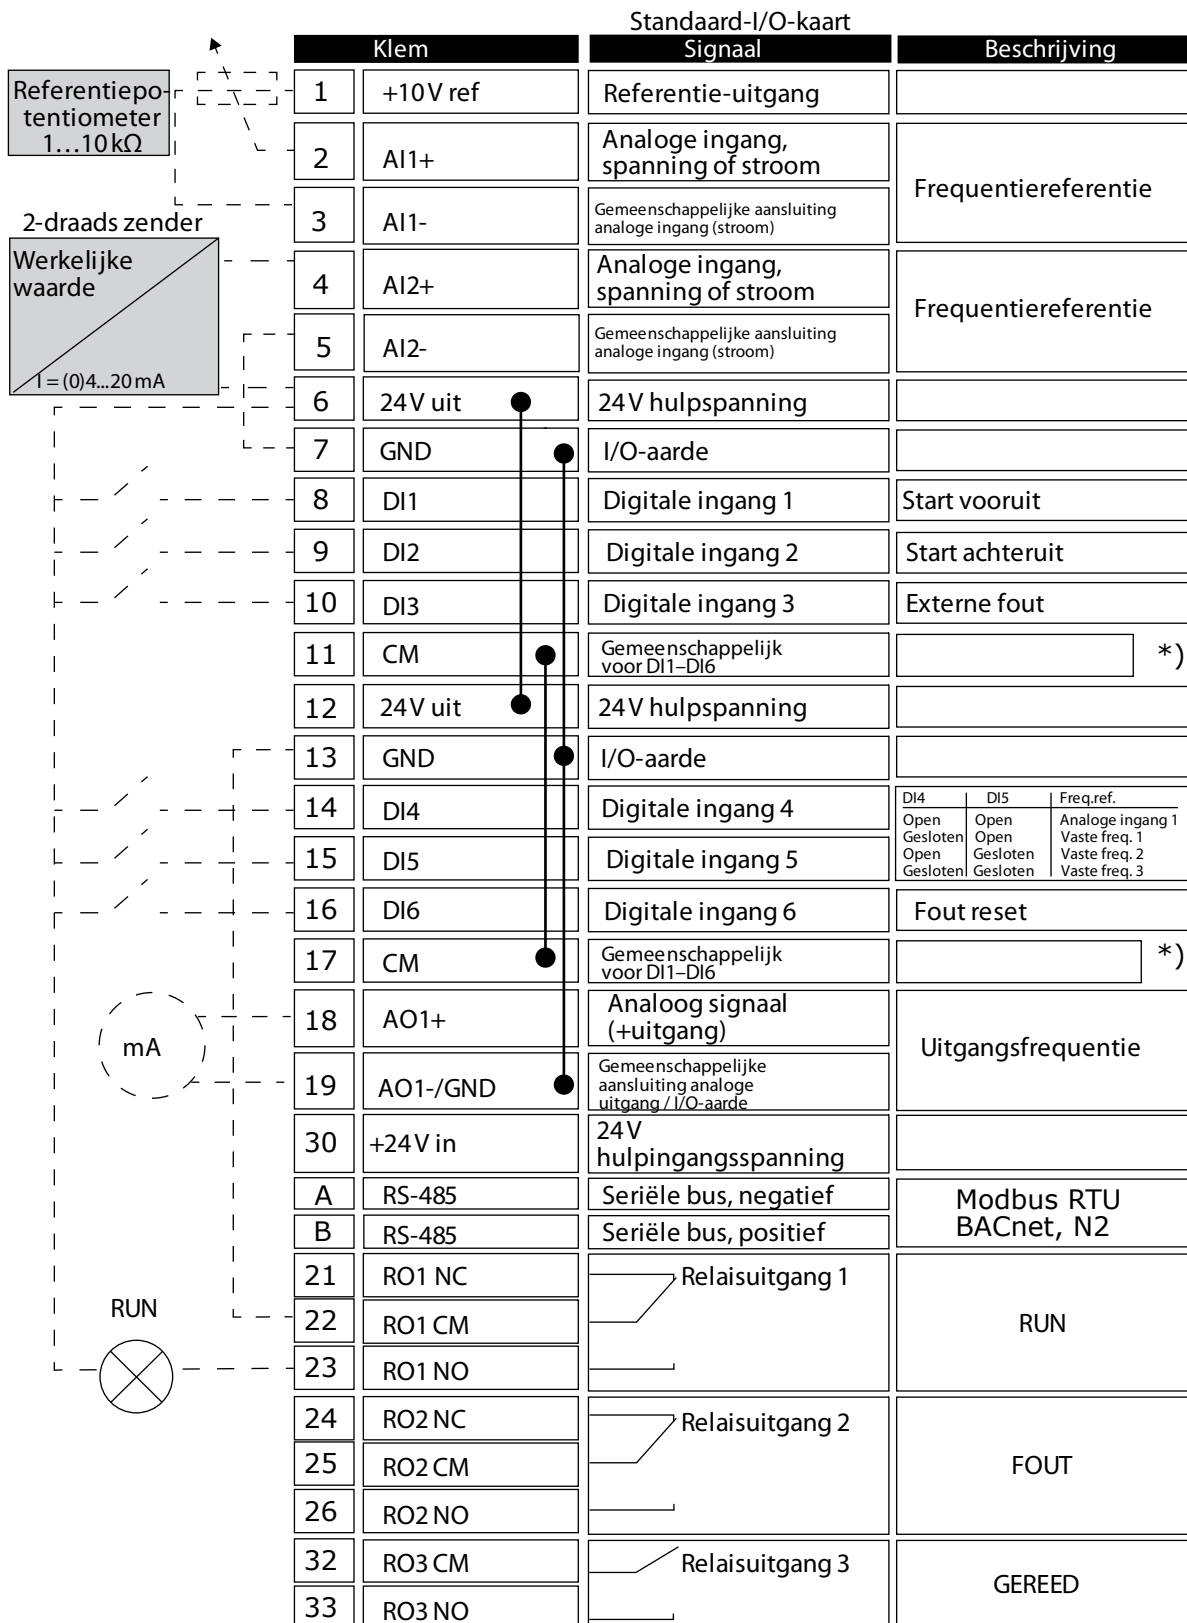 Standaard-I/O-kaart
Klem Signaal Beschrijving
Referentiepo-
tentiometer
1...10 kΩ
1 +10 V ref Referentie-uitgang
2 AI1+ Analoge ingang,
spanning of stroom
Frequentiereferentie
3 AI1- Gemeenschappelijke aansluiting
analoge ingang (stroom)
2-draads zender
Werkelijke
waarde
I = (0)4...20 mA
4 AI2+ Analoge ingang,
spanning of stroom
Frequentiereferentie
5 AI2- Gemeenschappelijke aansluiting
analoge ingang (stroom)
6 24 V uit 24 V hulpspanning
7 GND I/O-aarde
8 DI1 Digitale ingang 1 Start vooruit
9 DI2 Digitale ingang 2 Start achteruit
10 DI3 Digitale ingang 3 Externe fout
11 CM Gemeenschappelijk
voor DI1–DI6
*)
12 24 V uit 24 V hulpspanning
13 GND I/O-aarde
14 DI4 Digitale ingang 4
15 DI5 Digitale ingang 5
DI4 DI5 Freq.ref.
Open Open Analoge ingang 1
Gesloten Open Vaste freq. 1
Open Gesloten Vaste freq. 2
Gesloten Gesloten Vaste freq. 3
16 DI6 Digitale ingang 6 Fout reset
17 CM Gemeenschappelijk
voor DI1–DI6
*)
mA
18 AO1+ Analoog signaal
(+uitgang)
Uitgangsfrequentie
19 AO1-/GND Gemeenschappelijke
aansluiting analoge
uitgang / I/O-aarde
30 +24 V in 24 V
hulpingangsspanning
A RS-485 Seriële bus, negatief
B RS-485 Seriële bus, positief
Modbus RTU
BACnet, N2
21 RO1 NC Relaisuitgang 1
RUN
22 RO1 CM RUN
23 RO1 NO
24 RO2 NC Relaisuitgang 2
25 RO2 CM FOUT
26 RO2 NO
32 RO3 CM Relaisuitgang 3
GEREED
33 RO3 NO